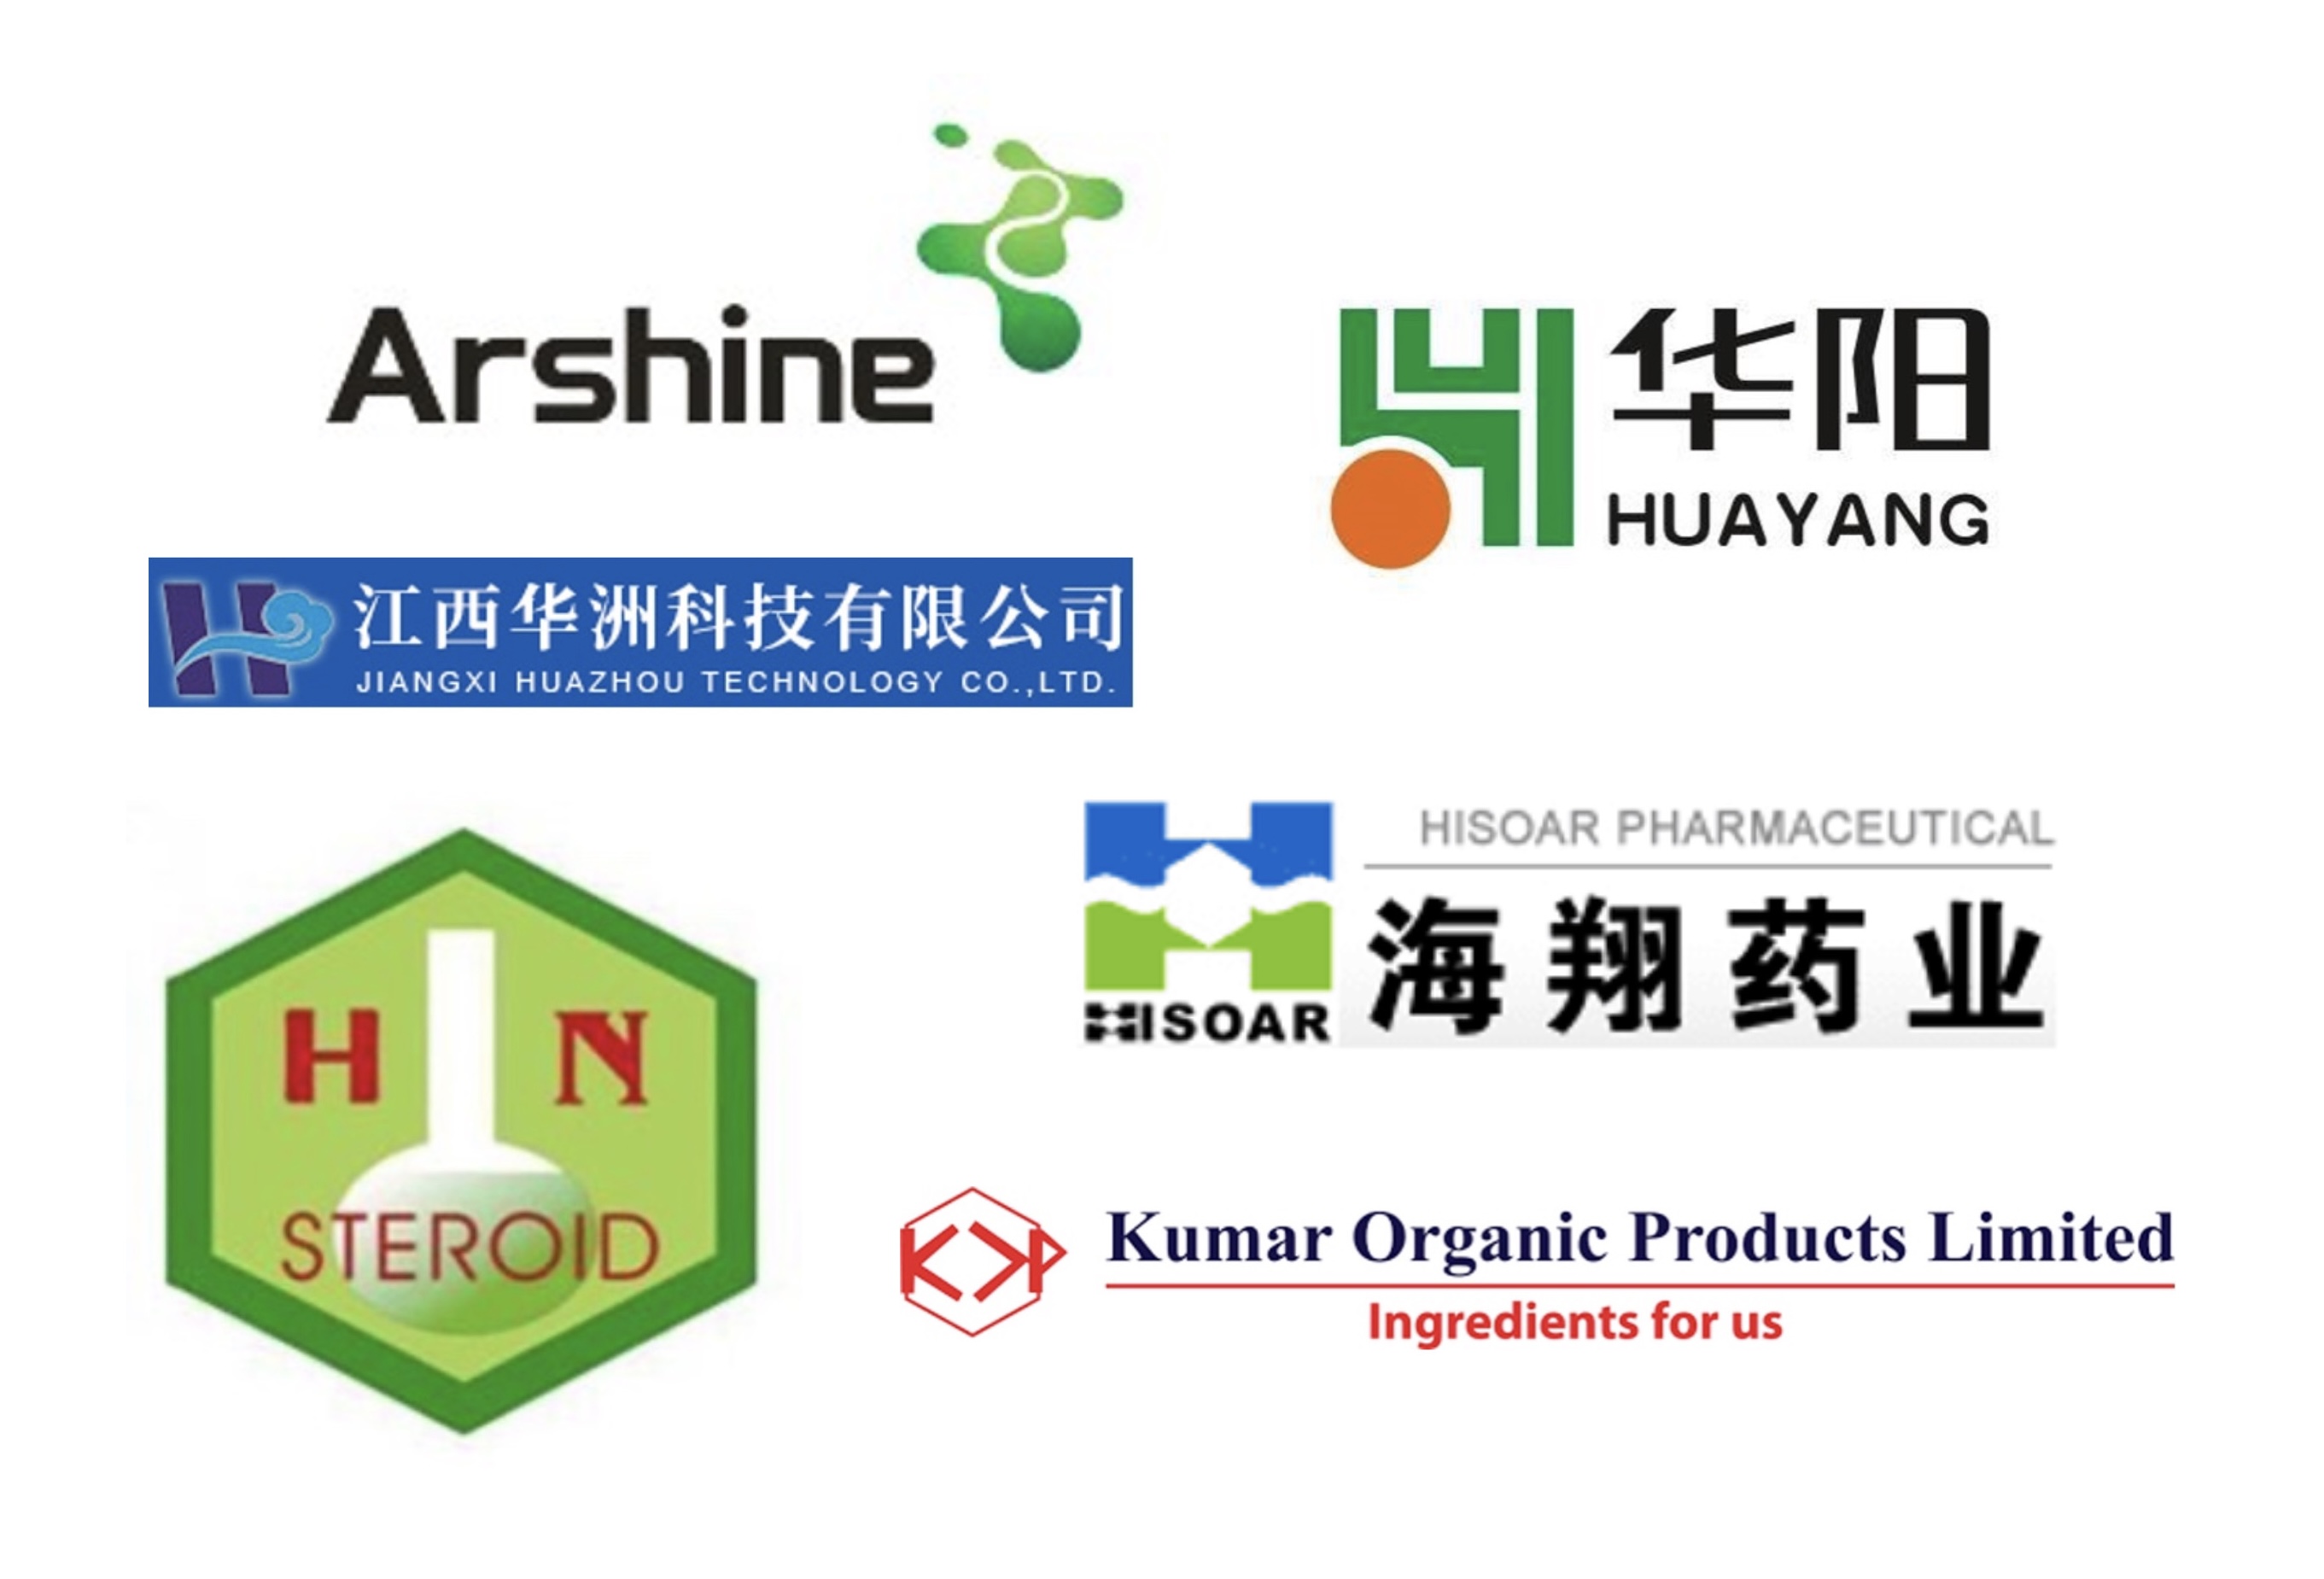 Arshine
华阳
HUAYANG
江西华洲科技有限公司
JIANGXI HUAZHOU TECHNOLOGY CO.,LTD.
H N
STEROID
HISOAR PHARMACEUTICAL
海翔药业
HISOAR
Kumar Organic Products Limited
Ingredients for us